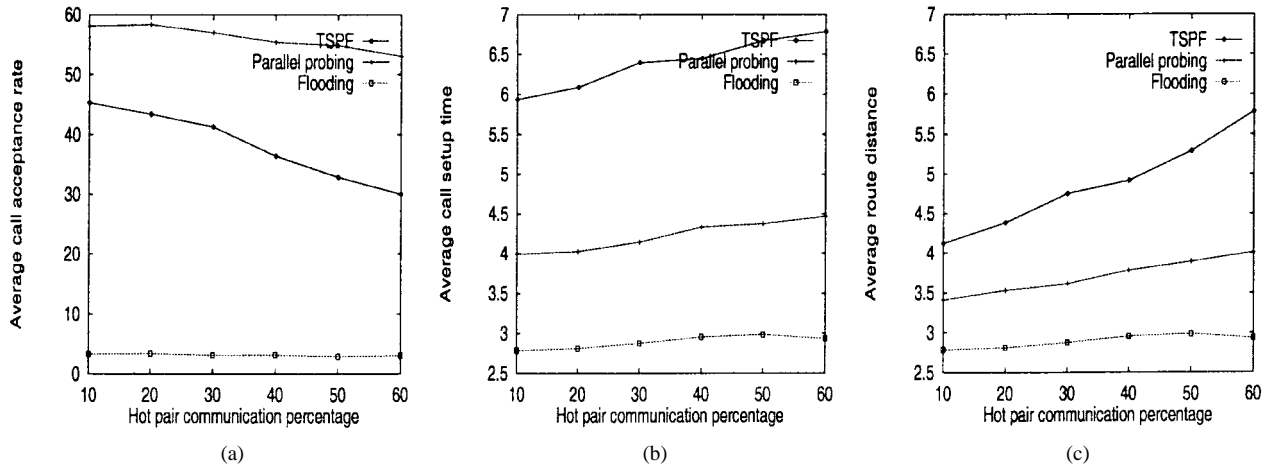 Average call acceptance rate
60
50
40
30
20
10
0
10 20 30 40 50 60
Hot pair communication percentage
TSPF
Parallel probing
Flooding
(a)
Average call setup time
7
6.5
6
5.5
5
4.5
4
3.5
3
2.5
10 20 30 40 50 60
Hot pair communication percentage
TSPF
Parallel probing
Flooding
(b)
Average route distance
7
6.5
6
5.5
5
4.5
4
3.5
3
2.5
10 20 30 40 50 60
Hot pair communication percentage
TSPF
Parallel probing
Flooding
(c)